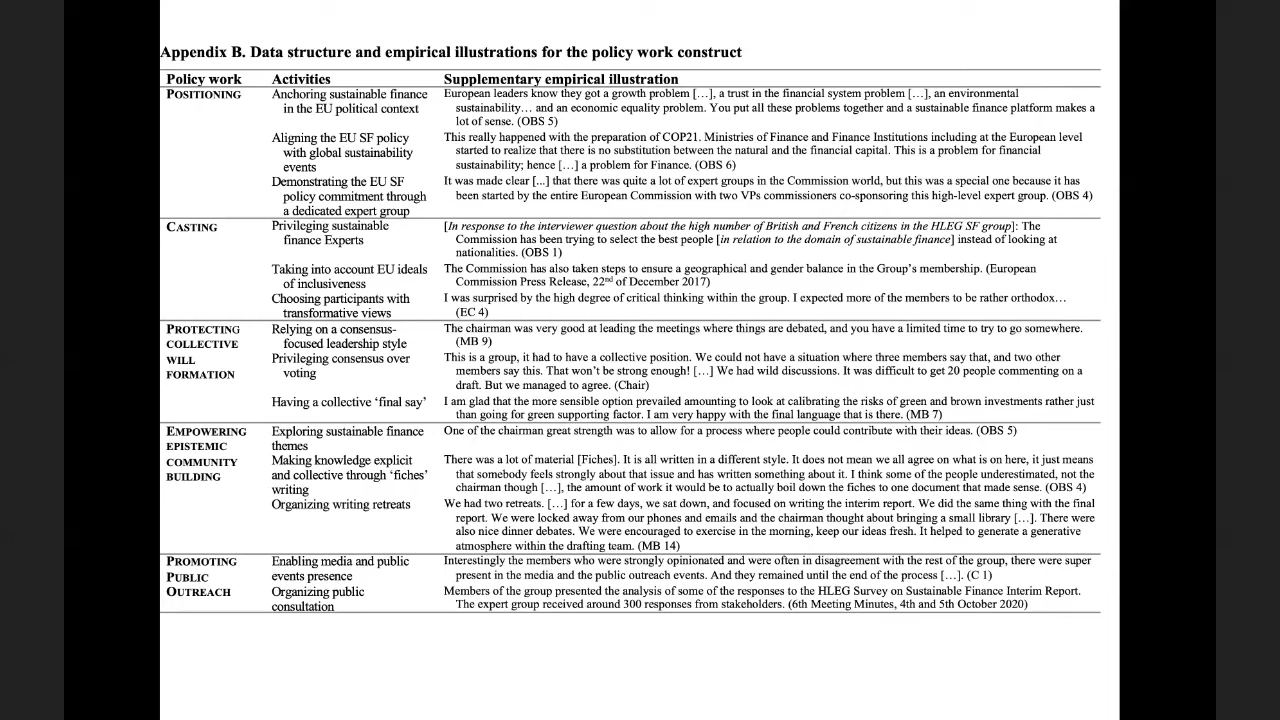 Appendix B. Data structure and empirical illustrations for the policy work construct
Policy work
Activities
Supplementary empirical illustration
POSITIONING
Anchoring sustainable finance
in the EU political context
European leaders know they got a growth problem […], a trust in the financial system problem […], an environmental
sustainability… and an economic equality problem. You put all these problems together and a sustainable finance platform makes a
lot of sense. (OBS 5)
Aligning the EU SF policy
with global sustainability
events
This really happened with the preparation of COP21. Ministries of Finance and Finance Institutions including at the European level
started to realize that there is no substitution between the natural and the financial capital. This is a problem for financial
sustainability; hence […] a problem for Finance. (OBS 6)
Demonstrating the EU SF
policy commitment through
a dedicated expert group
It was made clear [...] that there was quite a lot of expert groups in the Commission world, but this was a special one because it has
been started by the entire European Commission with two VPs commissioners co-sponsoring this high-level expert group. (OBS 4)
CASTING
Privileging sustainable
finance Experts
[In response to the interviewer question about the high number of British and French citizens in the HLEG SF group]: The
Commission has been trying to select the best people [in relation to the domain of sustainable finance] instead of looking at
nationalities. (OBS 1)
Taking into account EU ideals
of inclusiveness
The Commission has also taken steps to ensure a geographical and gender balance in the Group’s membership. (European
Commission Press Release, 22nd of December 2017)
Choosing participants with
transformative views
I was surprised by the high degree of critical thinking within the group. I expected more of the members to be rather orthodox…
(EC 4)
PROTECTING
COLLECTIVE
WILL
FORMATION
Relying on a consensus-
focused leadership style
The chairman was very good at leading the meetings where things are debated, and you have a limited time to try to go somewhere.
(MB 9)
Privileging consensus over
voting
This is a group, it had to have a collective position. We could not have a situation where three members say that, and two other
members say this. That won’t be strong enough! […] We had wild discussions. It was difficult to get 20 people commenting on a
draft. But we managed to agree. (Chair)
Having a collective ‘final say’
I am glad that the more sensible option prevailed amounting to look at calibrating the risks of green and brown investments rather just
than going for green supporting factor. I am very happy with the final language that is there. (MB 7)
EMPOWERING
EPISTEMIC
COMMUNITY
BUILDING
Exploring sustainable finance
themes
One of the chairman great strength was to allow for a process where people could contribute with their ideas. (OBS 5)
Making knowledge explicit
and collective through ‘fiches’
writing
There was a lot of material [Fiches]. It is all written in a different style. It does not mean we all agree on what is on here, it just means
that somebody feels strongly about that issue and has written something about it. I think some of the people underestimated, not the
chairman though […], the amount of work it would be to actually boil down the fiches to one document that made sense. (OBS 4)
Organizing writing retreats
We had two retreats. […] for a few days, we sat down, and focused on writing the interim report. We did the same thing with the final
report. We were locked away from our phones and emails and the chairman thought about bringing a small library […]. There were
also nice dinner debates. We were encouraged to exercise in the morning, keep our ideas fresh. It helped to generate a generative
atmosphere within the drafting team. (MB 14)
PROMOTING
PUBLIC
OUTREACH
Enabling media and public
events presence
Interestingly the members who were strongly opinionated and were often in disagreement with the rest of the group, there were super
present in the media and the public outreach events. And they remained until the end of the process […]. (C 1)
Organizing public
consultation
Members of the group presented the analysis of some of the responses to the HLEG Survey on Sustainable Finance Interim Report.
The expert group received around 300 responses from stakeholders. (6th Meeting Minutes, 4th and 5th October 2020)